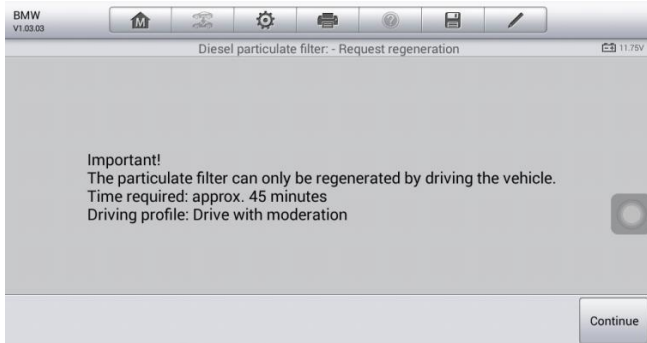 BMW
V1.03.03
M
Diesel particulate filter: - Request regeneration
11.75V
Important!
The particulate filter can only be regenerated by driving the vehicle.
Time required: approx. 45 minutes
Driving profile: Drive with moderation
Continue